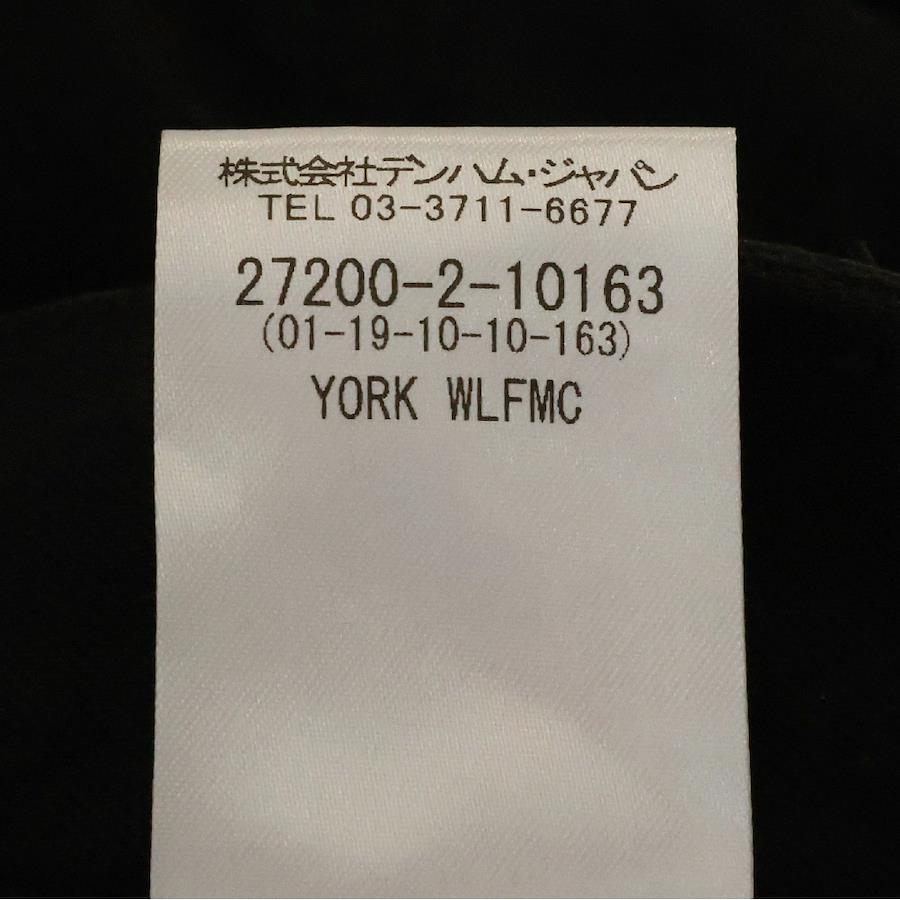 株式会社デンハム・ジャパン
TEL 03-3711-6677
27200-2-10163
(01-19-10-10-163)
YORK WLFMC